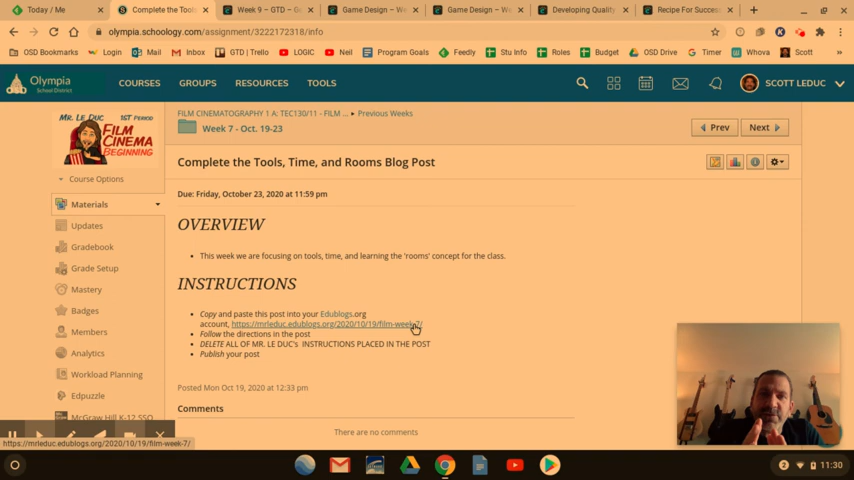 Today / Me
Complete the Tools
Week 9 – GTD – Ge
Game Design – We
Game Design – We
Developing Quality
Recipe For Success
olympia.schoology.com/assignment/3222172318/info
OSD Bookmarks
Login
Mail
Inbox
GTD | Trello
LOGIC
Neil
Program Goals
Feedly
Stu Info
Roles
Budget
OSD Drive
Timer
Whova
Scott
»
Olympia
School District
COURSES
GROUPS
RESOURCES
TOOLS
SCOTT LEDUC
MR. LE DUC'S 1ST PERIOD
FILM
CINEMA
BEGINNING
Course Options
Materials
Updates
Gradebook
Grade Setup
Mastery
Badges
Members
Analytics
Workload Planning
Edpuzzle
McGraw Hill K-12 SSO
FILM CINEMATOGRAPHY 1 A: TEC130/11 - FILM ... ▸ Previous Weeks
Week 7 - Oct. 19-23
Prev
Next
Complete the Tools, Time, and Rooms Blog Post
Due: Friday, October 23, 2020 at 11:59 pm
OVERVIEW
This week we are focusing on tools, time, and learning the 'rooms' concept for the class.
INSTRUCTIONS
Copy and paste this post into your Edublogs.org
account, https://mrleduc.edublogs.org/2020/10/19/film-week-7/
Follow the directions in the post
DELETE ALL OF MR. LE DUC's INSTRUCTIONS PLACED IN THE POST
Publish your post
Posted Mon Oct 19, 2020 at 12:33 pm
Comments
There are no comments
https://mrleduc.edublogs.org/2020/10/19/film-week-7/
2
11:30